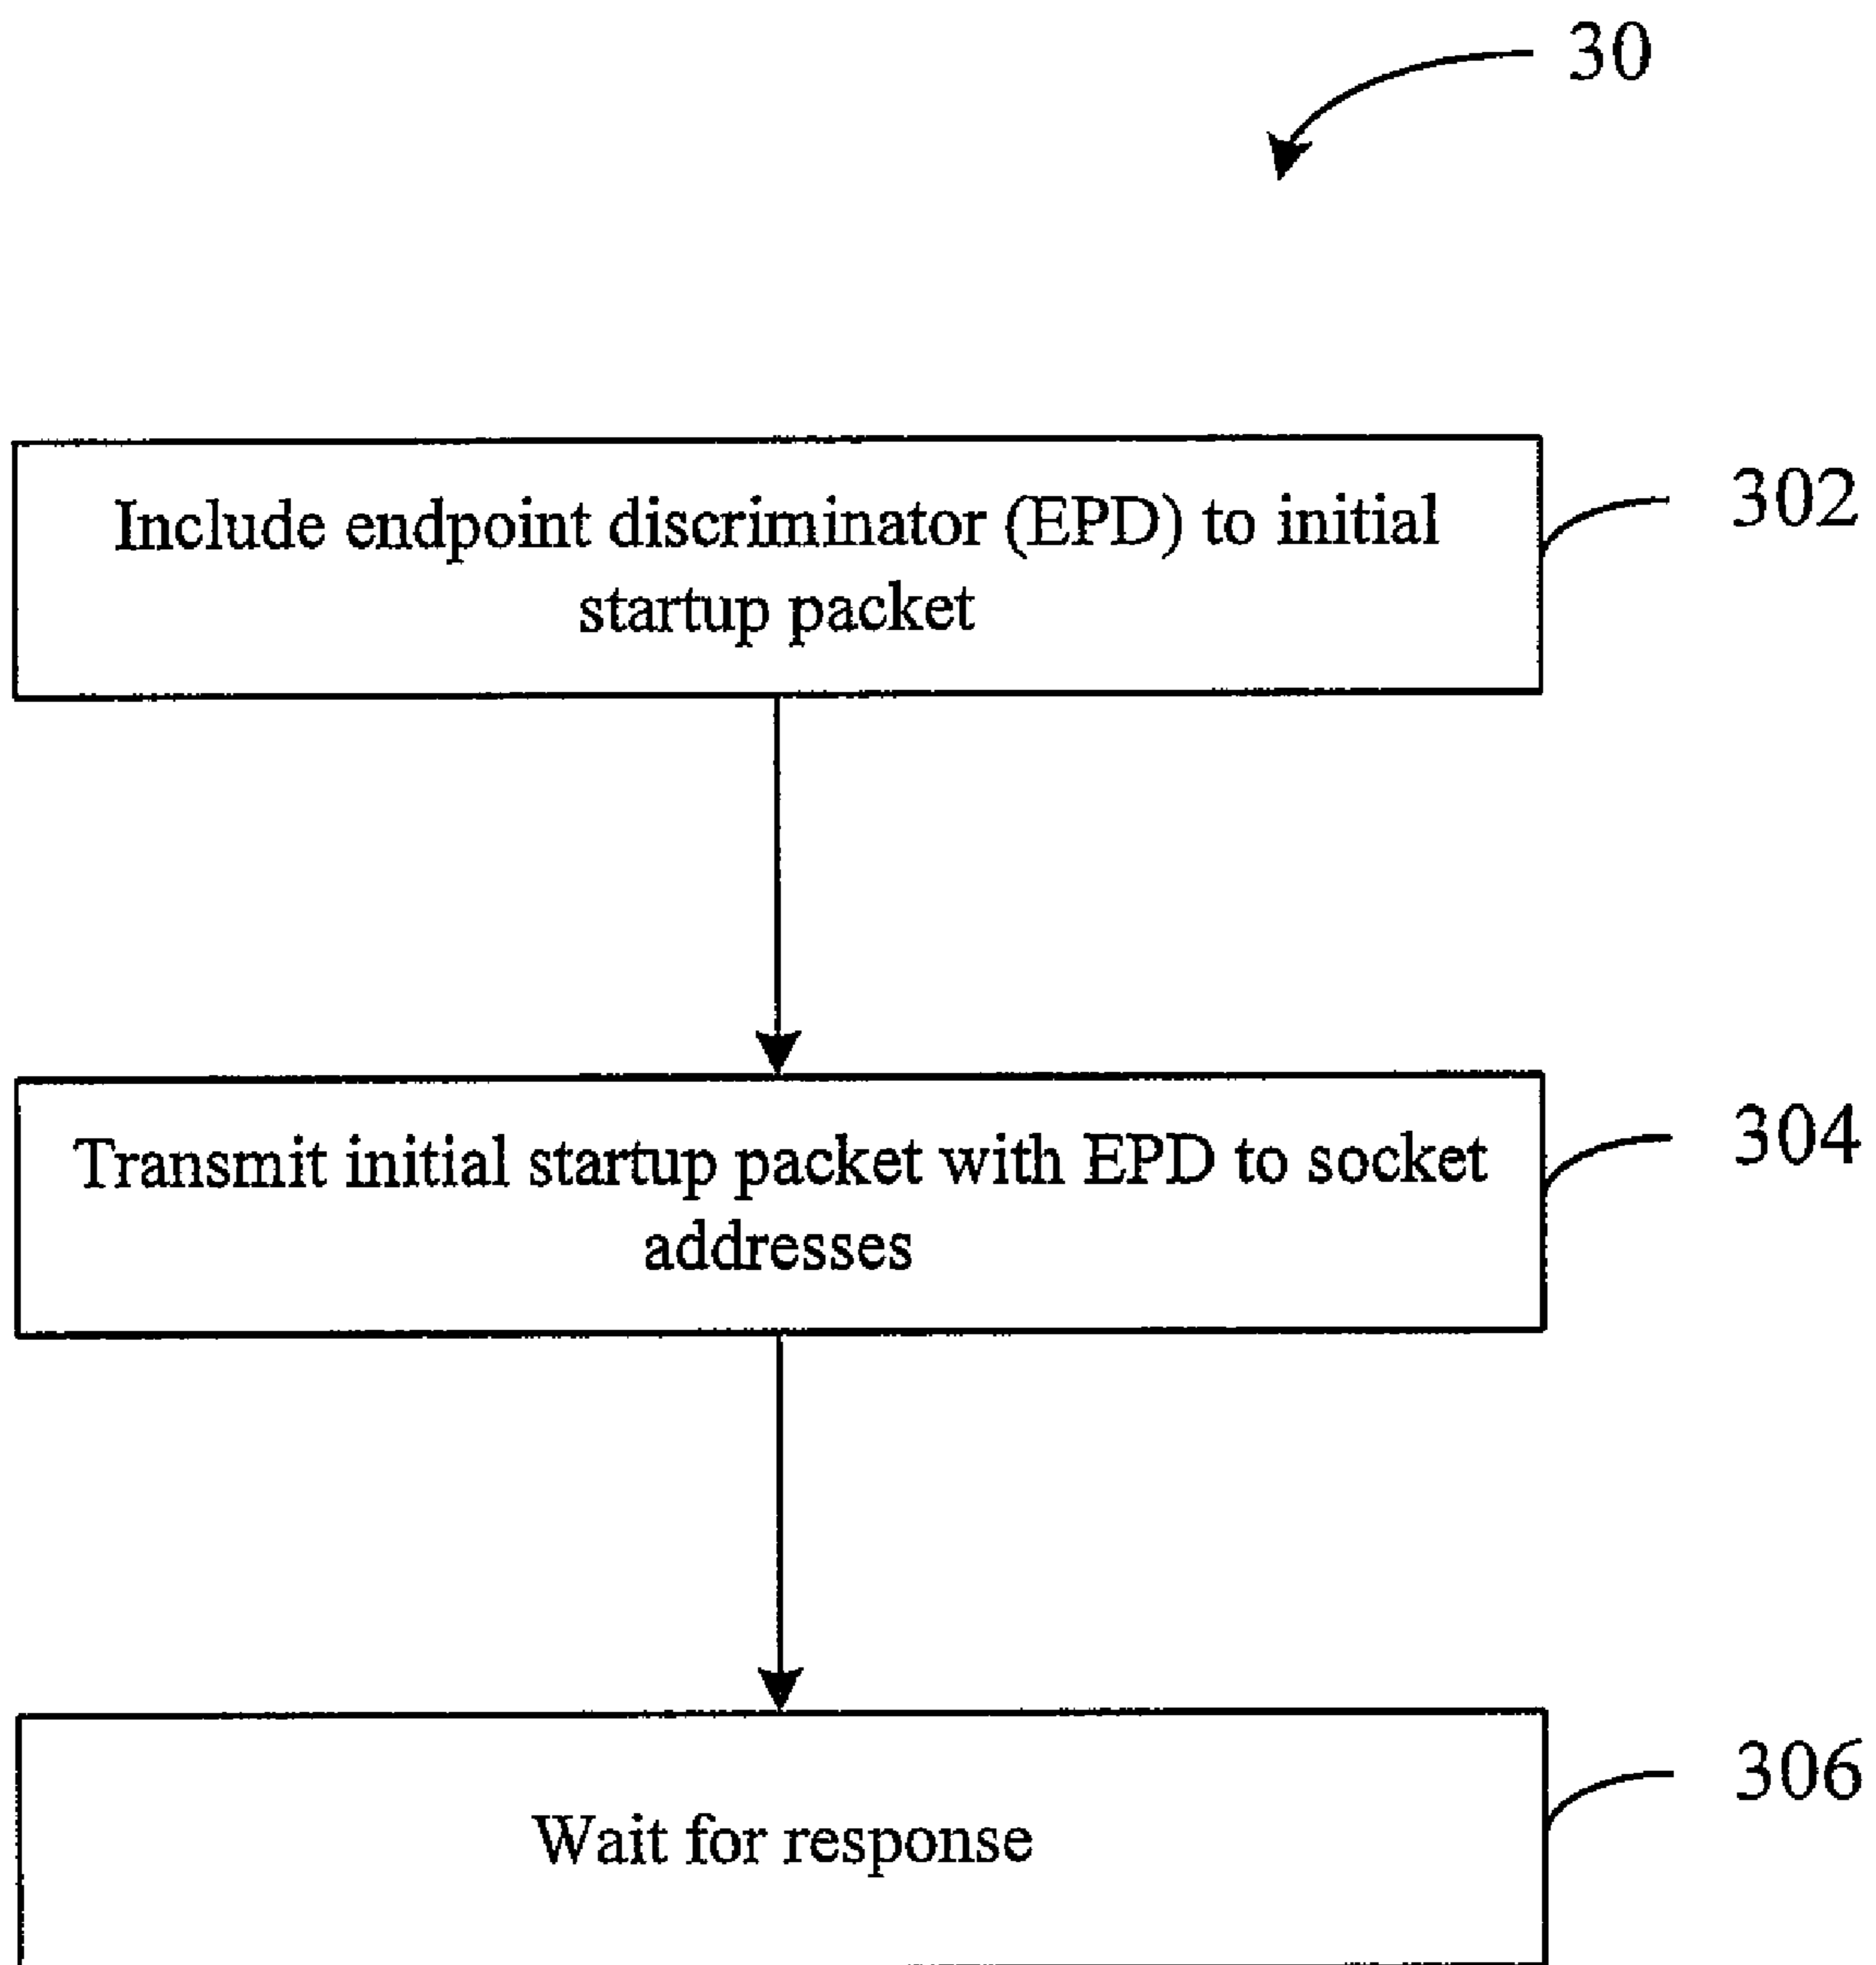 30
Include endpoint discriminator (EPD) to initial
startup packet
302
Transmit initial startup packet with EPD to socket
addresses
304
Wait for response
306